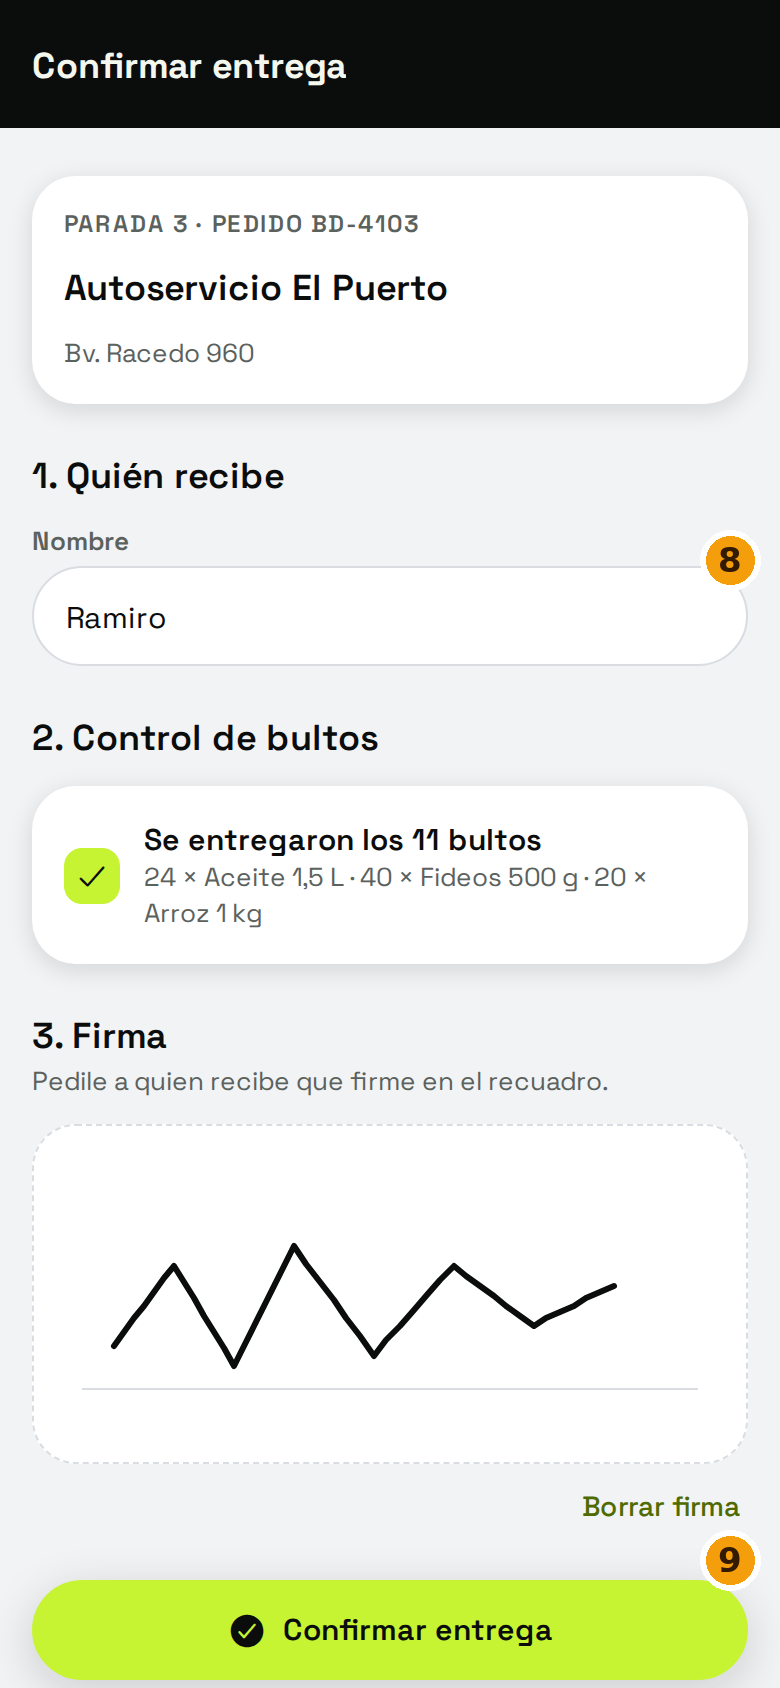 Confirmar entrega
PARADA 3 · PEDIDO BD-4103
Autoservicio El Puerto
Bv. Racedo 960
1. Quién recibe
Nombre
8
Ramiro
2. Control de bultos
Se entregaron los 11 bultos
24 × Aceite 1,5 L · 40 × Fideos 500 g · 20 ×
Arroz 1 kg
3. Firma
Pedile a quien recibe que firme en el recuadro.
Borrar firma
9
Confirmar entrega